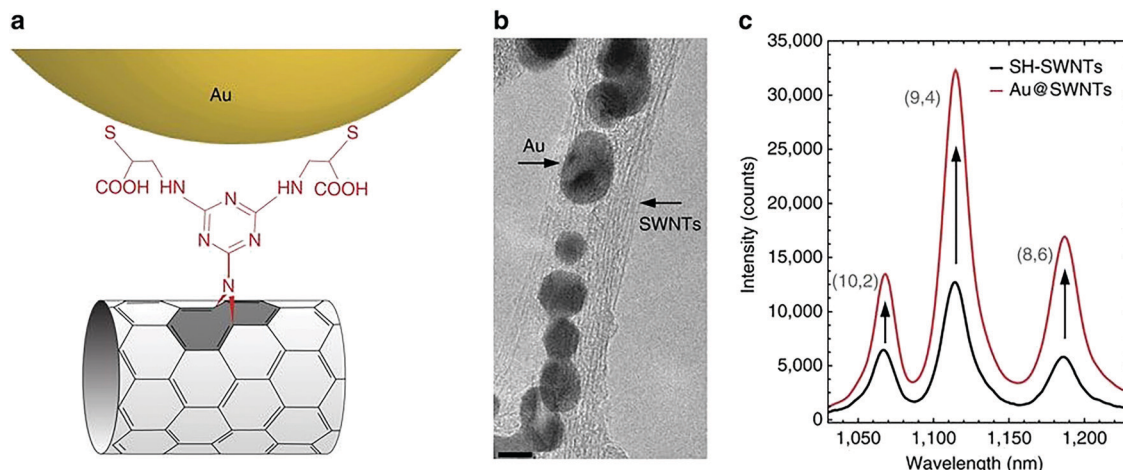 a
Au
S
S
COOH
HN
HN
COOH
N
N
N
N
b
Au
SWNTs
c
35,000
30,000
25,000
20,000
15,000
10,000
5,000
0
Intensity (counts)
SH-SWNTs
Au@SWNTs
(9,4)
(10,2)
(8,6)
1,050
1,100
1,150
1,200
Wavelength (nm)